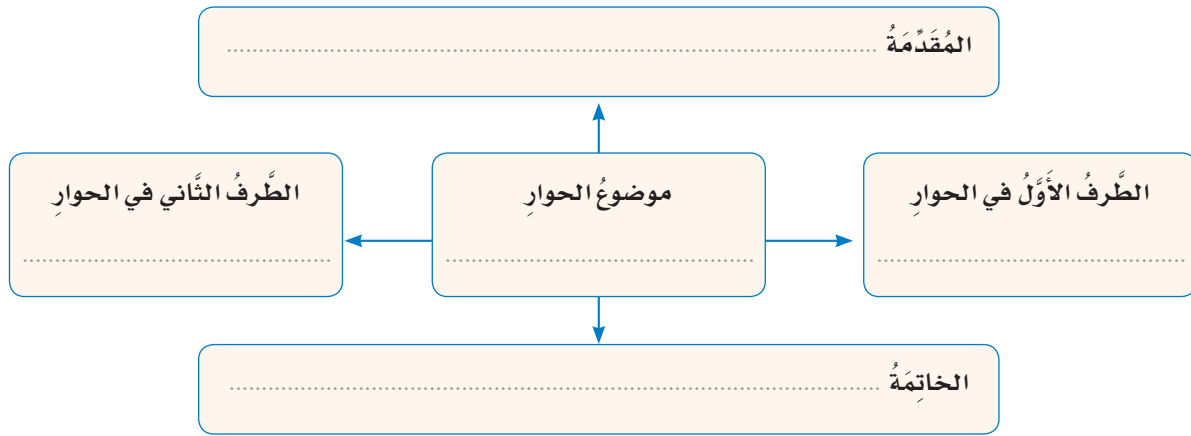 المُقَدِّمَةُ ........................................................................
الطَّرفُ الأَوَّلُ في الحوارِ
................................................
موضوعُ الحوارِ
................................................
الطَّرفُ الثَّاني في الحوارِ
................................................
الخاتِمَةُ ........................................................................